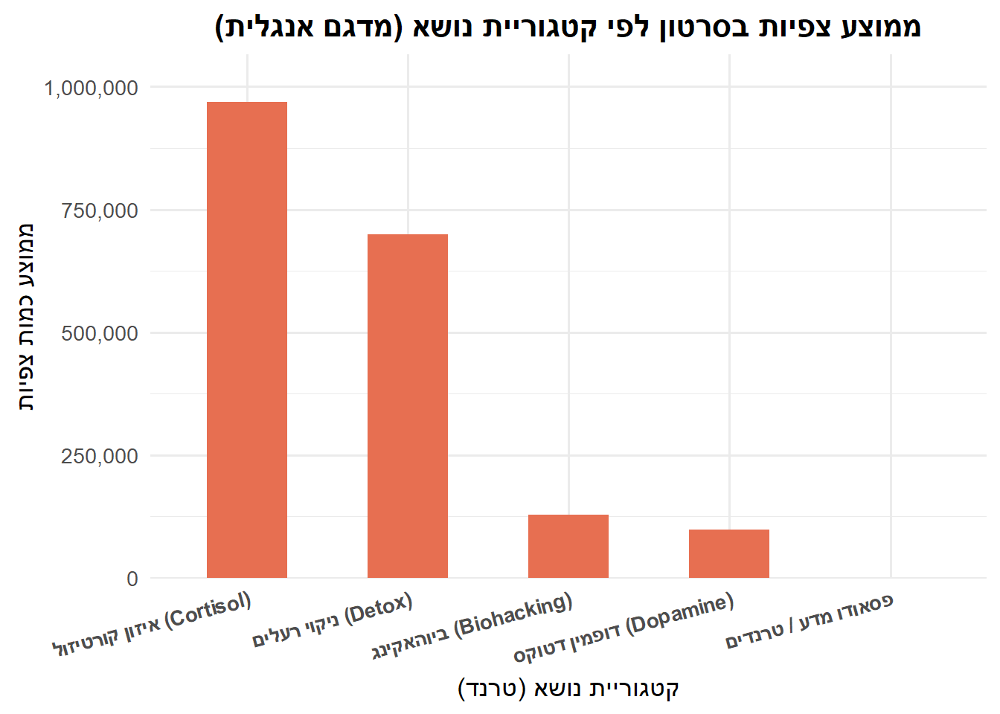 ממוצע צפיות בסרטון לפי קטגוריית נושא (מדגם אנגלית)
ממוצע כמות צפיות
1,000,000
750,000
500,000
250,000
0
איזון קורטיזול (Cortisol)
ניקוי רעלים (Detox)
ביוהאקינג (Biohacking)
דופמין דטוקס (Dopamine)
פסאודו מדע / טרנדים
קטגוריית נושא (טרנד)